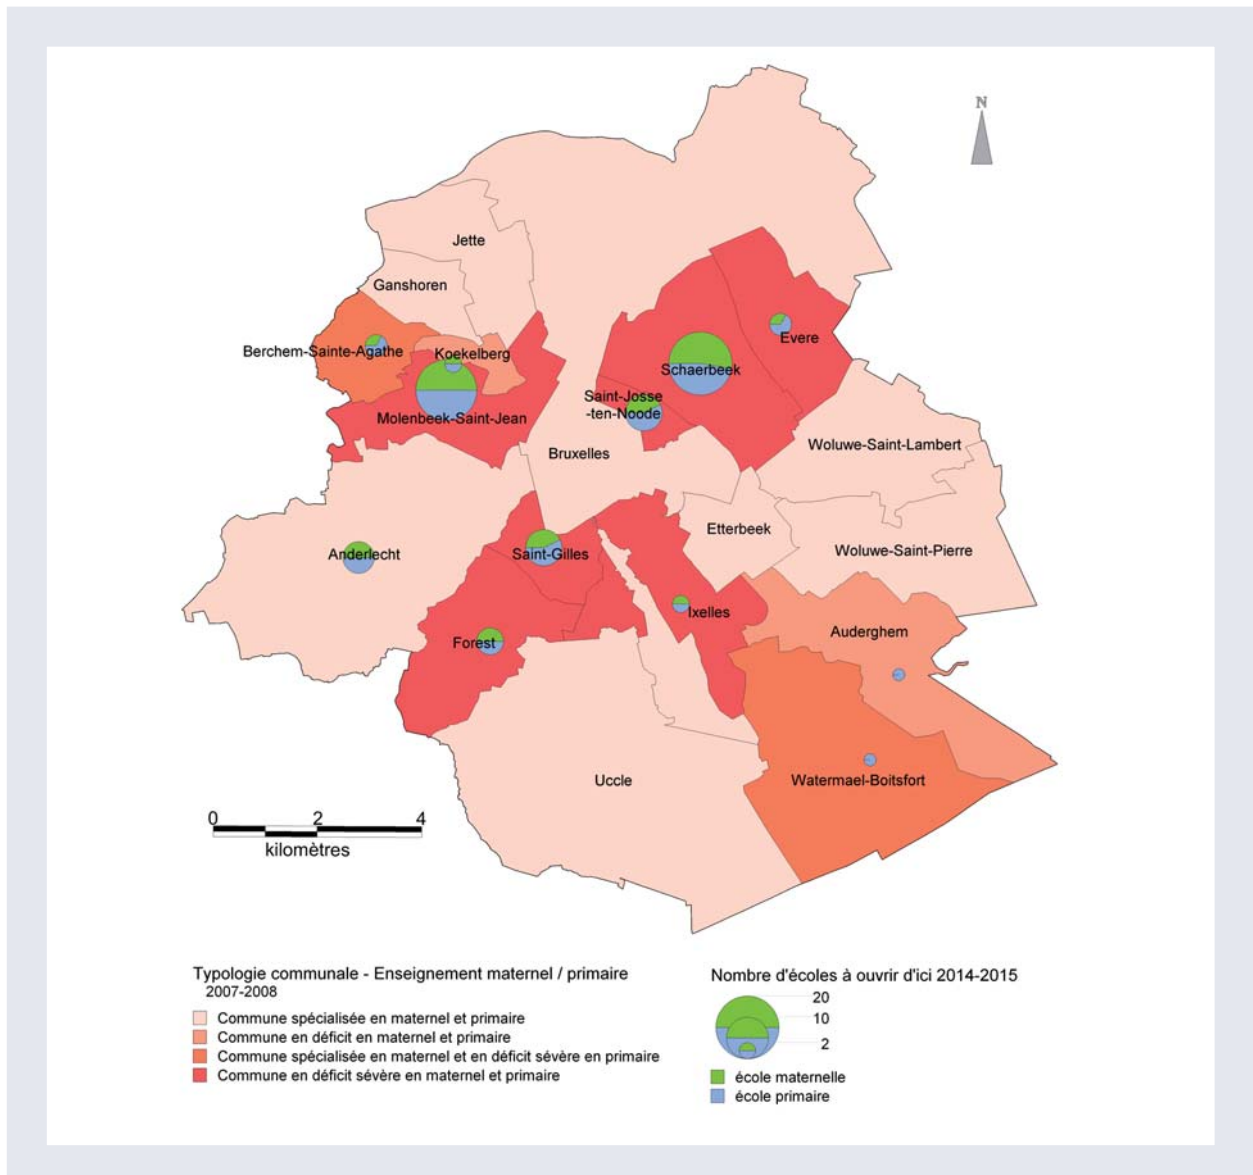 N
Jette
Ganshoren
Berchem-Sainte-Agathe
Koekelberg
Evere
Schaerbeek
Saint-Josse
-ten-Noode
Molenbeek-Saint-Jean
Woluwe-Saint-Lambert
Bruxelles
Etterbeek
Anderlecht
Saint-Gilles
Woluwe-Saint-Pierre
Ixelles
Auderghem
Forest
Uccle
Watermael-Boitsfort
0 2 4
kilomètres
Typologie communale - Enseignement maternel / primaire
2007-2008
Commune spécialisée en maternel et primaire
Commune en déficit en maternel et primaire
Commune spécialisée en maternel et en déficit sévère en primaire
Commune en déficit sévère en maternel et primaire
Nombre d'écoles à ouvrir d'ici 2014-2015
20
10
2
école maternelle
école primaire